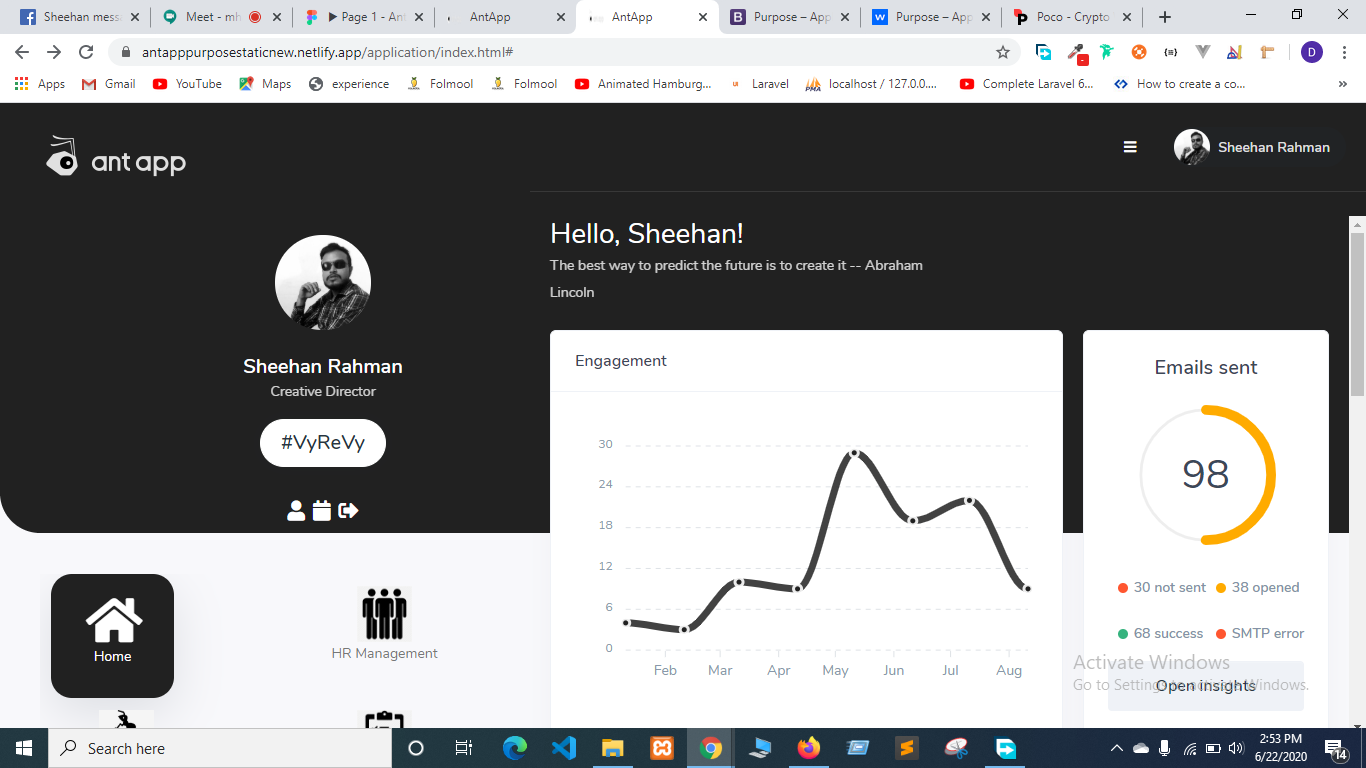 Sheehan mess
Meet - mh
Page 1 - Ant
AntApp
AntApp
Purpose – App
Purpose – App
Poco - Crypto
antapppurposestaticnew.netlify.app/application/index.html#
D
Apps
Gmail
YouTube
Maps
experience
Folmool
Folmool
Animated Hamburg...
Laravel
localhost / 127.0.0....
Complete Laravel 6...
How to create a co...
ant app
Sheehan Rahman
Sheehan Rahman
Creative Director
#VyReVy
Home
HR Management
Hello, Sheehan!
The best way to predict the future is to create it -- Abraham
Lincoln
Engagement
30
24
18
12
6
0
Feb Mar Apr May Jun Jul Aug
Emails sent
98
30 not sent 38 opened
68 success SMTP error
Open insights
Activate Windows
Go to Settings to activate Windows.
Search here
2:53 PM
6/22/2020
14